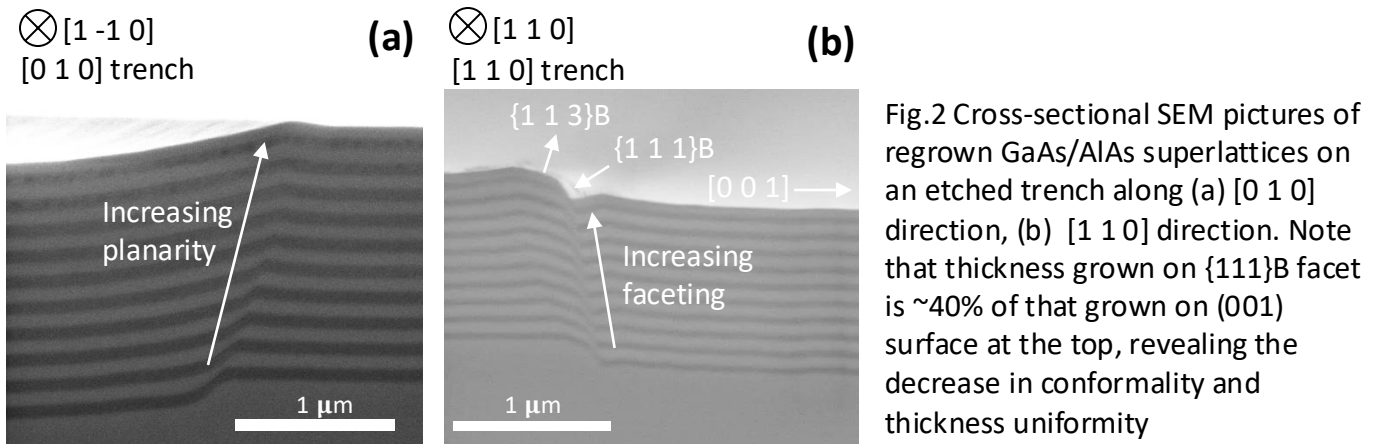 ⊗ [1 -1 0]
[0 1 0] trench
(a)
Increasing
planarity
1 μm
⊗ [1 1 0]
[1 1 0] trench
(b)
{1 1 3}B
{1 1 1}B
[0 0 1]
Increasing
faceting
1 μm
Fig.2 Cross-sectional SEM pictures of
regrown GaAs/AlAs superlattices on
an etched trench along (a) [0 1 0]
direction, (b) [1 1 0] direction. Note
that thickness grown on {111}B facet
is ~40% of that grown on (001)
surface at the top, revealing the
decrease in conformality and
thickness uniformity